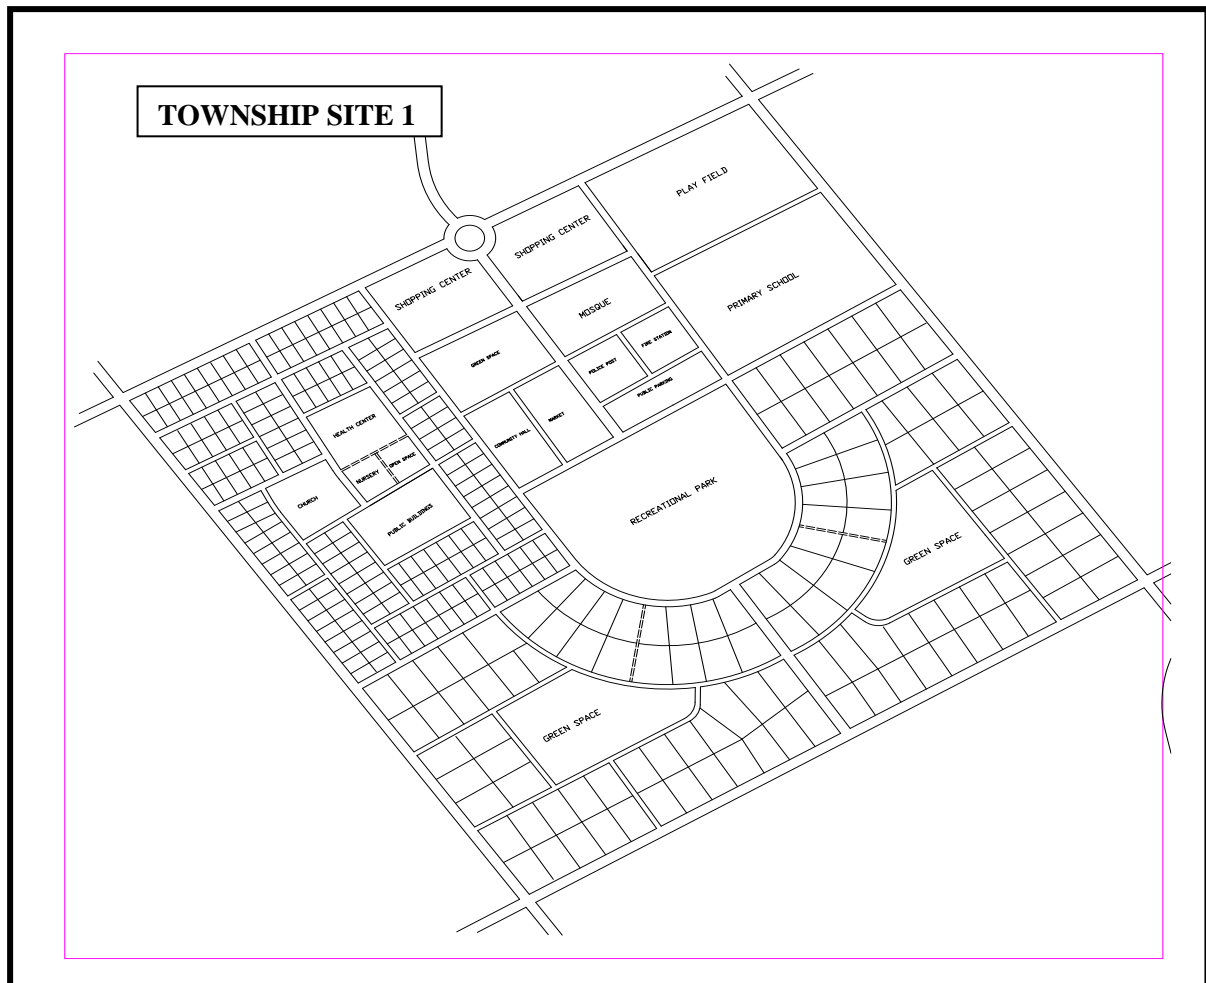 TOWNSHIP SITE 1
PLAY FIELD
SHOPPING CENTER
SHOPPING CENTER
PRIMARY SCHOOL
MOSQUE
FIRE STATION
GREEN SPACE
POLICE POST
PUBLIC PARKING
MARKET
HEALTH CENTER
COMMUNITY HALL
OPEN SPACE
NURSERY
CHURCH
RECREATIONAL PARK
PUBLIC BUILDINGS
GREEN SPACE
GREEN SPACE